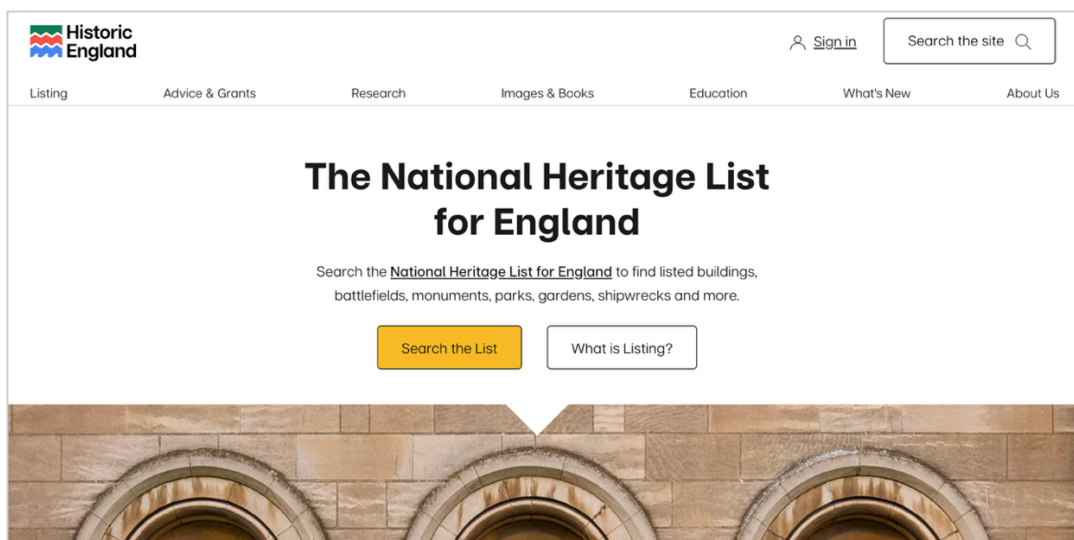 Historic
England
Sign in
Search the site
Listing
Advice & Grants
Research
Images & Books
Education
What's New
About Us
The National Heritage List
for England
Search the National Heritage List for England to find listed buildings,
battlefields, monuments, parks, gardens, shipwrecks and more.
Search the List
What is Listing?